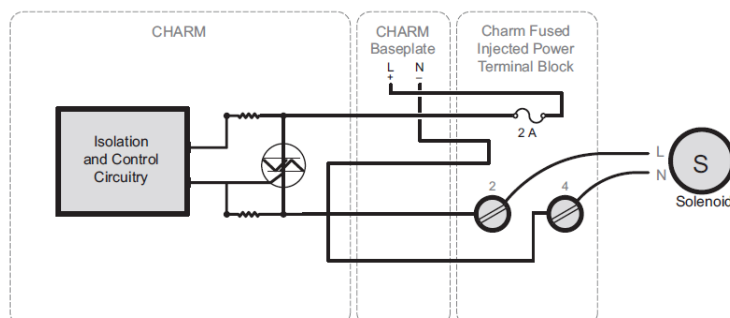 CHARM
CHARM
Baseplate
Charm Fused
Injected Power
Terminal Block
L
+
N
–
2 A
Isolation
and Control
Circuitry
2
4
L
N
S
Solenoid